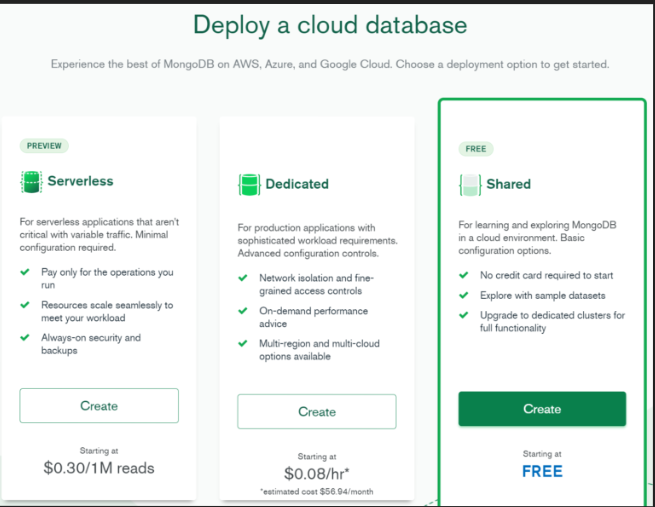 Deploy a cloud database
Experience the best of MongoDB on AWS, Azure, and Google Cloud. Choose a deployment option to get started.
PREVIEW
Serverless
For serverless applications that aren't
critical with variable traffic. Minimal
configuration required.
Pay only for the operations you
run
Resources scale seamlessly to
meet your workload
Always-on security and
backups
Create
Starting at
$0.30/1M reads
Dedicated
For production applications with
sophisticated workload requirements.
Advanced configuration controls.
Network isolation and fine-
grained access controls
On-demand performance
advice
Multi-region and multi-cloud
options available
Create
Starting at
$0.08/hr*
*estimated cost $56.94/month
FREE
Shared
For learning and exploring MongoDB
in a cloud environment. Basic
configuration options.
No credit card required to start
Explore with sample datasets
Upgrade to dedicated clusters for
full functionality
Create
Starting at
FREE